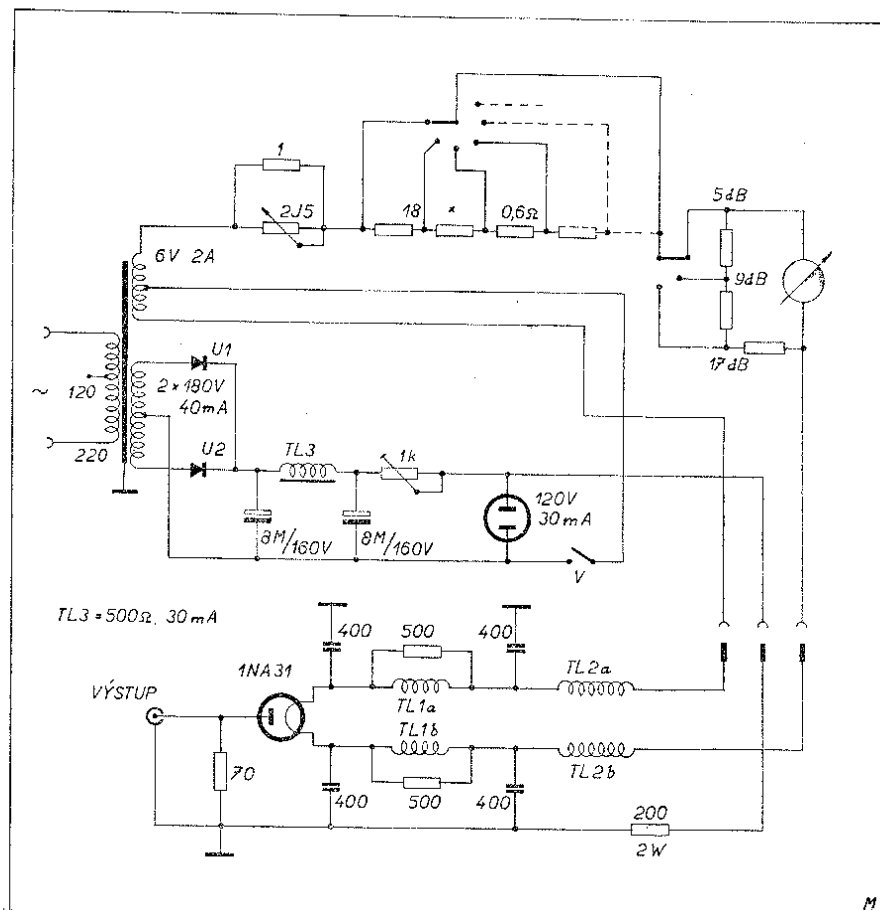 1
2J5
18
*
0,6Ω
5dB
9dB
17dB
6V 2A
U1
2×180V
40mA
120
~
220
U2
TL3
1k
120V
30mA
8M/160V
8M/160V
V
TL3=500Ω, 30mA
400
500
400
1NA31
TL2a
VÝSTUP
TL1a
TL1b
70
400
500
400
TL2b
200
2W
M